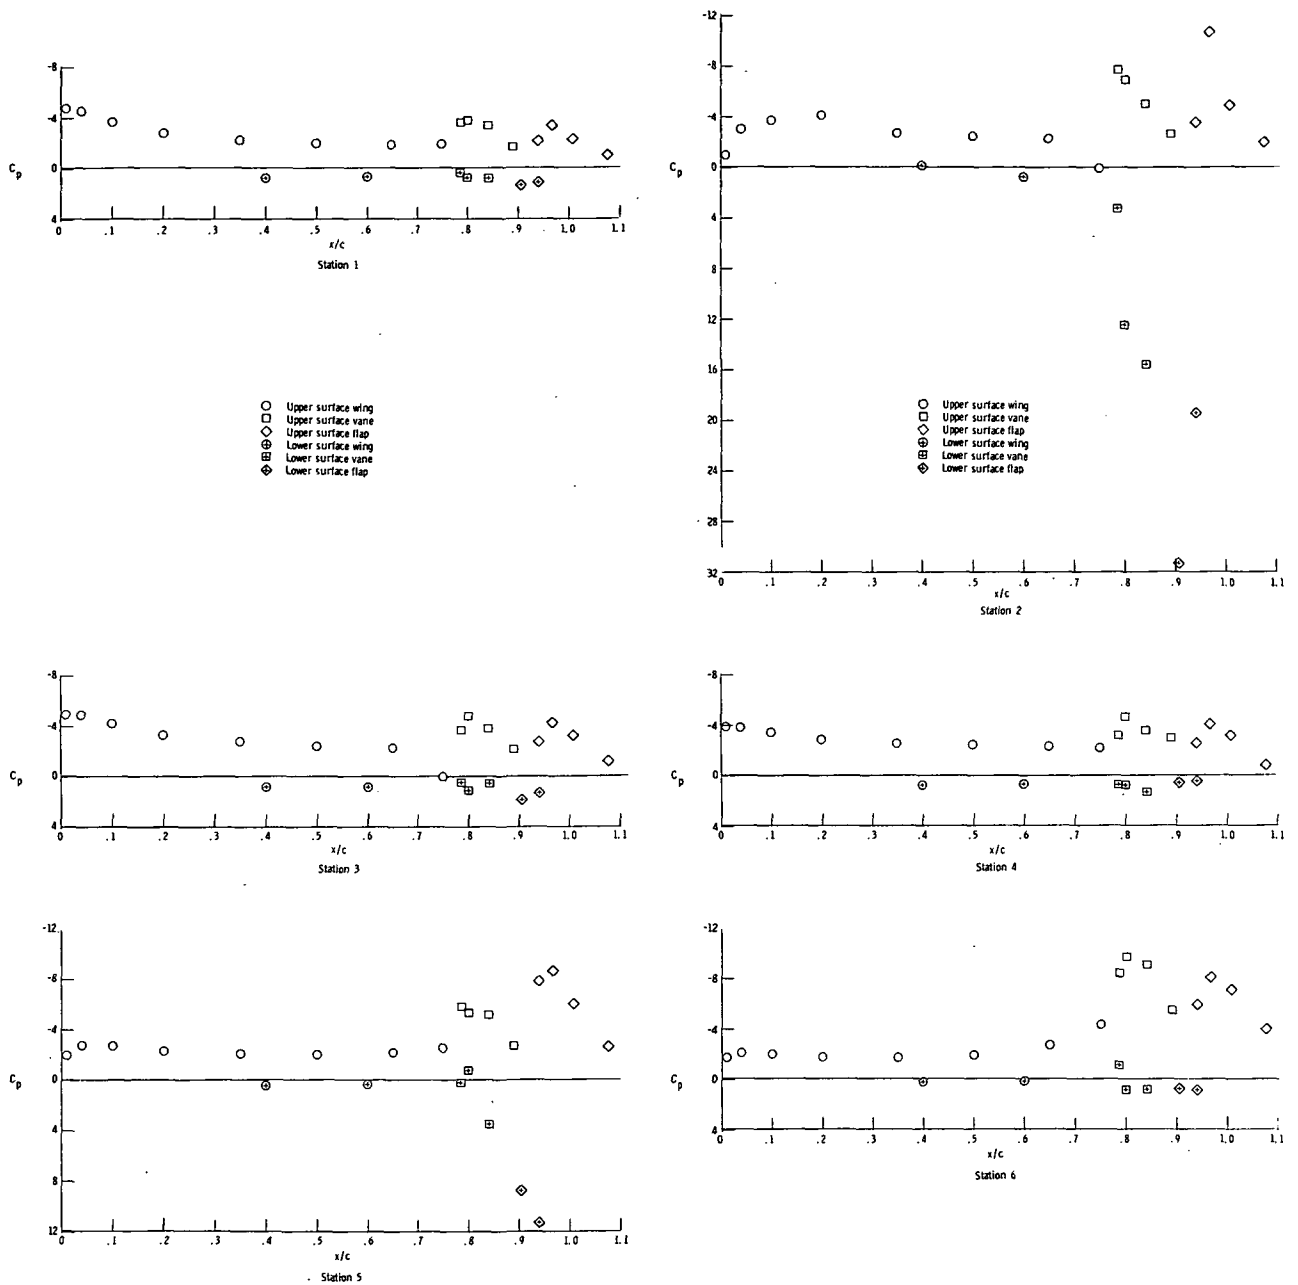 -8
-4
C_p
0
4
0 .1 .2 .3 .4 .5 .6 .7 .8 .9 1.0 1.1
x/c
Station 1
Upper surface wing
Upper surface vane
Upper surface flap
Lower surface wing
Lower surface vane
Lower surface flap
-12
-8
-4
C_p
0
4
8
12
16
20
24
28
32
0 .1 .2 .3 .4 .5 .6 .7 .8 .9 1.0 1.1
x/c
Station 2
Upper surface wing
Upper surface vane
Upper surface flap
Lower surface wing
Lower surface vane
Lower surface flap
-8
-4
C_p
0
4
0 .1 .2 .3 .4 .5 .6 .7 .8 .9 1.0 1.1
x/c
Station 3
-8
-4
C_p
0
4
0 .1 .2 .3 .4 .5 .6 .7 .8 .9 1.0 1.1
x/c
Station 4
-12
-8
-4
C_p
0
4
8
12
0 .1 .2 .3 .4 .5 .6 .7 .8 .9 1.0 1.1
x/c
Station 5
-12
-8
-4
C_p
0
4
0 .1 .2 .3 .4 .5 .6 .7 .8 .9 1.0 1.1
x/c
Station 6